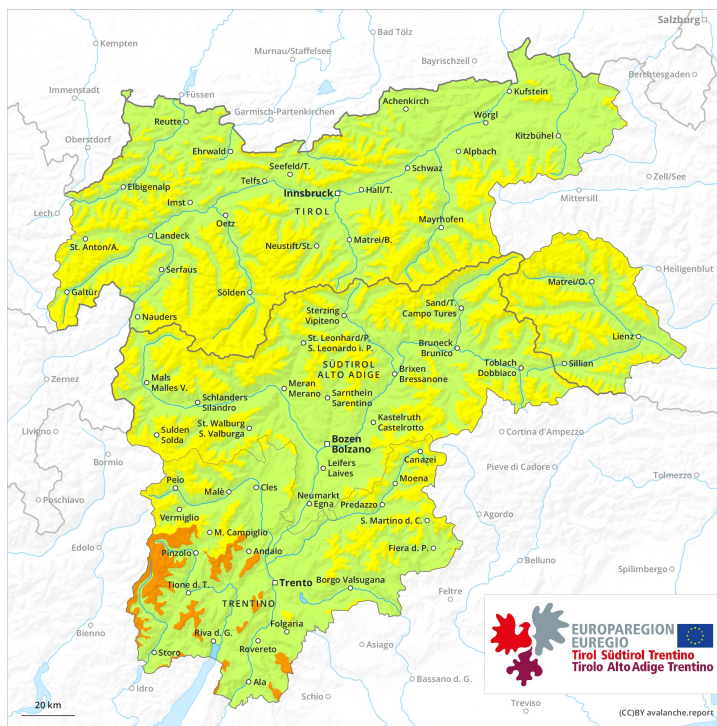 Salzburg
Kempten
Bad Tölz
Murnau/Staffelsee
Bayrischzell
Berchtesgaden
Immenstadt
Füssen
Garmisch-Partenkirchen
Achenkirch
Kufstein
Reutte
Wörgl
Oberstdorf
Ehrwald
Kitzbühel
Alpbach
Seefeld/T.
Telfs
Schwaz
Zell/See
Elbigenalp
Innsbruck
Hall/T.
Mittersill
Imst
TIROL
Lech
Oetz
Mayrhofen
St. Anton/A.
Landeck
Neustift/St.
Matrei/B.
Heiligenblut
Serfaus
Matrei/O.
Galtür
Sölden
Sand/T.
Campo Tures
Nauders
Sterzing
Vipiteno
Lienz
St. Leonhard/P.
S. Leonardo i. P.
Bruneck
Brunico
Toblach
Dobbiaco
Sillian
SÜDTIROL
ALTO ADIGE
Brixen
Bressanone
Zernez
Mals
Malles V.
Meran
Merano
Sarnthein
Sarentino
Schlanders
Silandro
St. Walburg
S. Valburga
Kastelruth
Castelrotto
Livigno
Sulden
Solda
Bozen
Bolzano
Cortina d'Ampezzo
Bormio
Canazei
Leifers
Laives
Pieve di Cadore
Tolmezzo
Peio
Malè
Cles
Moena
Poschiavo
Neumarkt
Egna
Predazzo
Vermiglio
Agordo
S. Martino d. C.
M. Campiglio
Edolo
Pinzolo
Andalo
Fiera d. P.
Belluno
Spilimbergo
Tione d. T.
Trento
Borgo Valsugana
Feltre
TRENTINO
Bienno
Folgaria
Riva d. G.
Rovereto
Asiago
Storo
Bassano d. G.
Idro
Ala
Schio
Treviso
20 km
EUROPAREGION
EUREGIO
Tirol Südtirol Trentino
Tirolo Alto Adige Trentino
(CC)BY avalanche.report